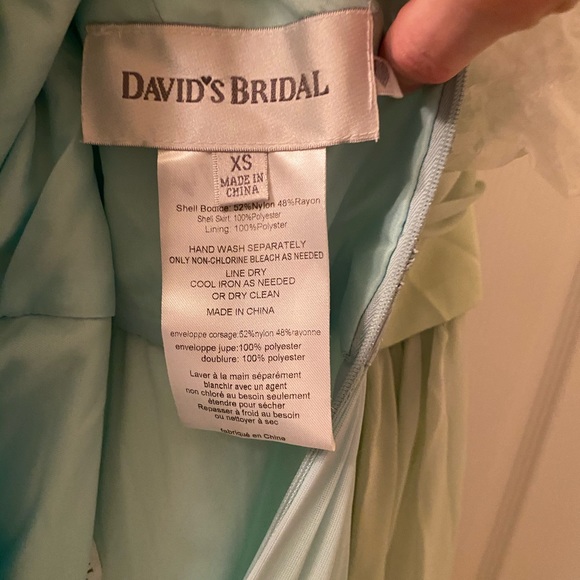 DAVID'S BRIDAL
XS
MADE IN
CHINA
Shell Bodice: 52%Nylon 48%Rayon
Shell Skirt: 100%Polyester
Lining: 100%Polyester
HAND WASH SEPARATELY
ONLY NON-CHLORINE BLEACH AS NEEDED
LINE DRY
COOL IRON AS NEEDED
OR DRY CLEAN
MADE IN CHINA
enveloppe corsage:52%nylon 48%rayonne
enveloppe jupe:100% polyester
doublure: 100% polyester
Laver à la main séparément
blanchir avec un agent
non chloré au besoin seulement
étendre pour sécher
Repasser à froid au besoin
ou nettoyer à sec
fabriqué en China